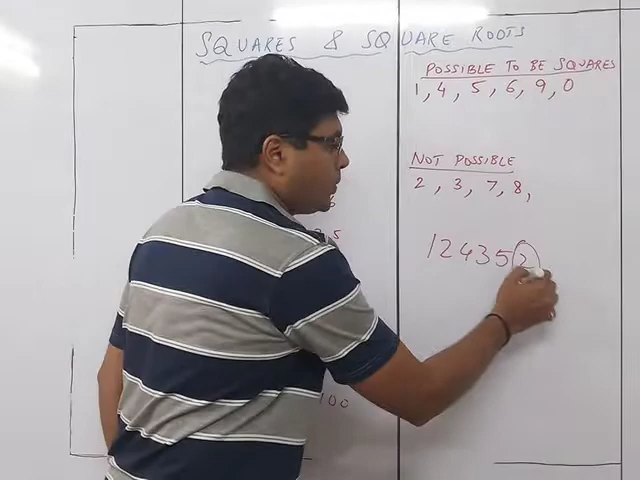 SQUARES & SQUARE ROOTS
POSSIBLE TO BE SQUARES
1, 4, 5, 6, 9, 0
NOT POSSIBLE
2, 3, 7, 8,
124352
100